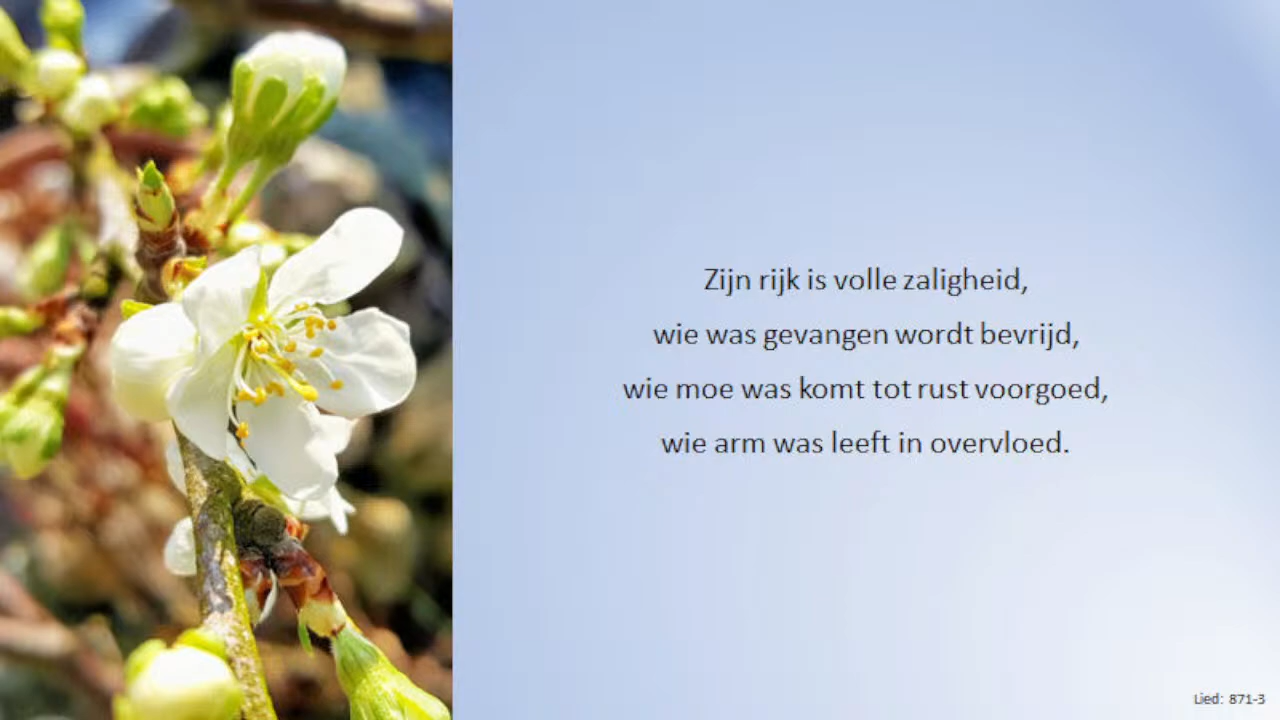 Zijn rijk is volle zaligheid,
wie was gevangen wordt bevrijd,
wie moe was komt tot rust voorgoed,
wie arm was leeft in overvloed.
Lied: 871-3